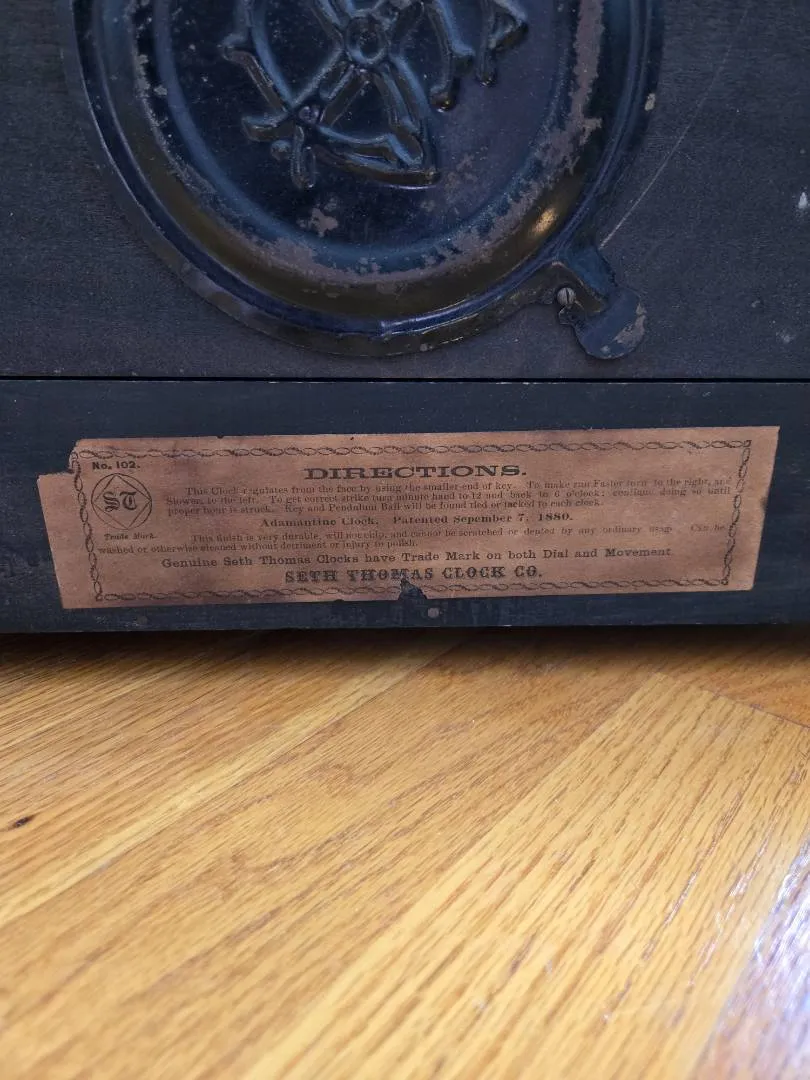 No. 102.
DIRECTIONS.
ST
Trade Mark.
This Clock regulates from the face by using the smaller end of key. To make run Faster turn to the right, and
Slower, to the left. To get correct strike turn minute hand to 12 and back to 6 o'clock; continue doing so until
proper hour is struck. Key and Pendulum Ball will be found tied or tacked to each clock.
Adamantine Clock. Patented Sepember 7, 1880.
This finish is very durable, will not chip, and cannot be scratched or dented by any ordinary usage. Can be
washed or otherwise cleaned without detriment or injury to polish.
Genuine Seth Thomas Clocks have Trade Mark on both Dial and Movement.
SETH THOMAS CLOCK CO.